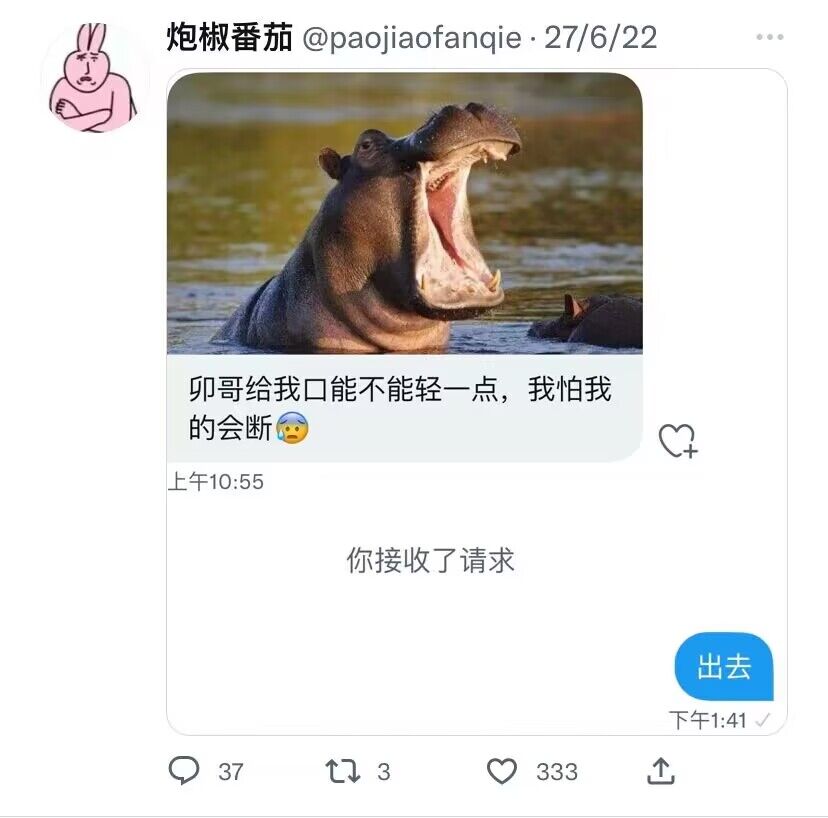 炮椒番茄 @paojiaofanqie · 27/6/22
卯哥给我口能不能轻一点，我怕我
的会断😰
上午10:55
你接收了请求
出去
下午1:41 ✓
37 3 333